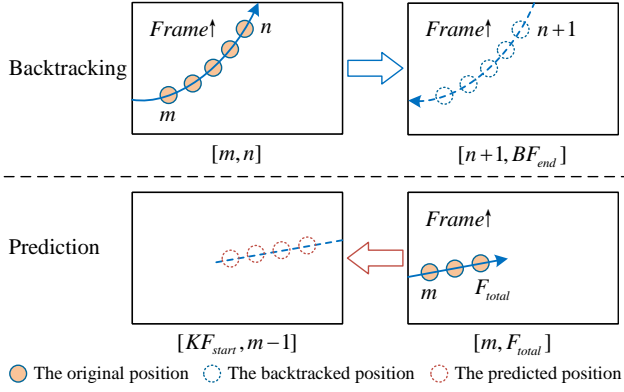 Frame↑
n
Frame↑
n+1
Backtracking
m
[m,n]
[n+1,BF_end]
Prediction
Frame↑
m
F_total
[KF_start,m−1]
[m,F_total]
The original position
The backtracked position
The predicted position